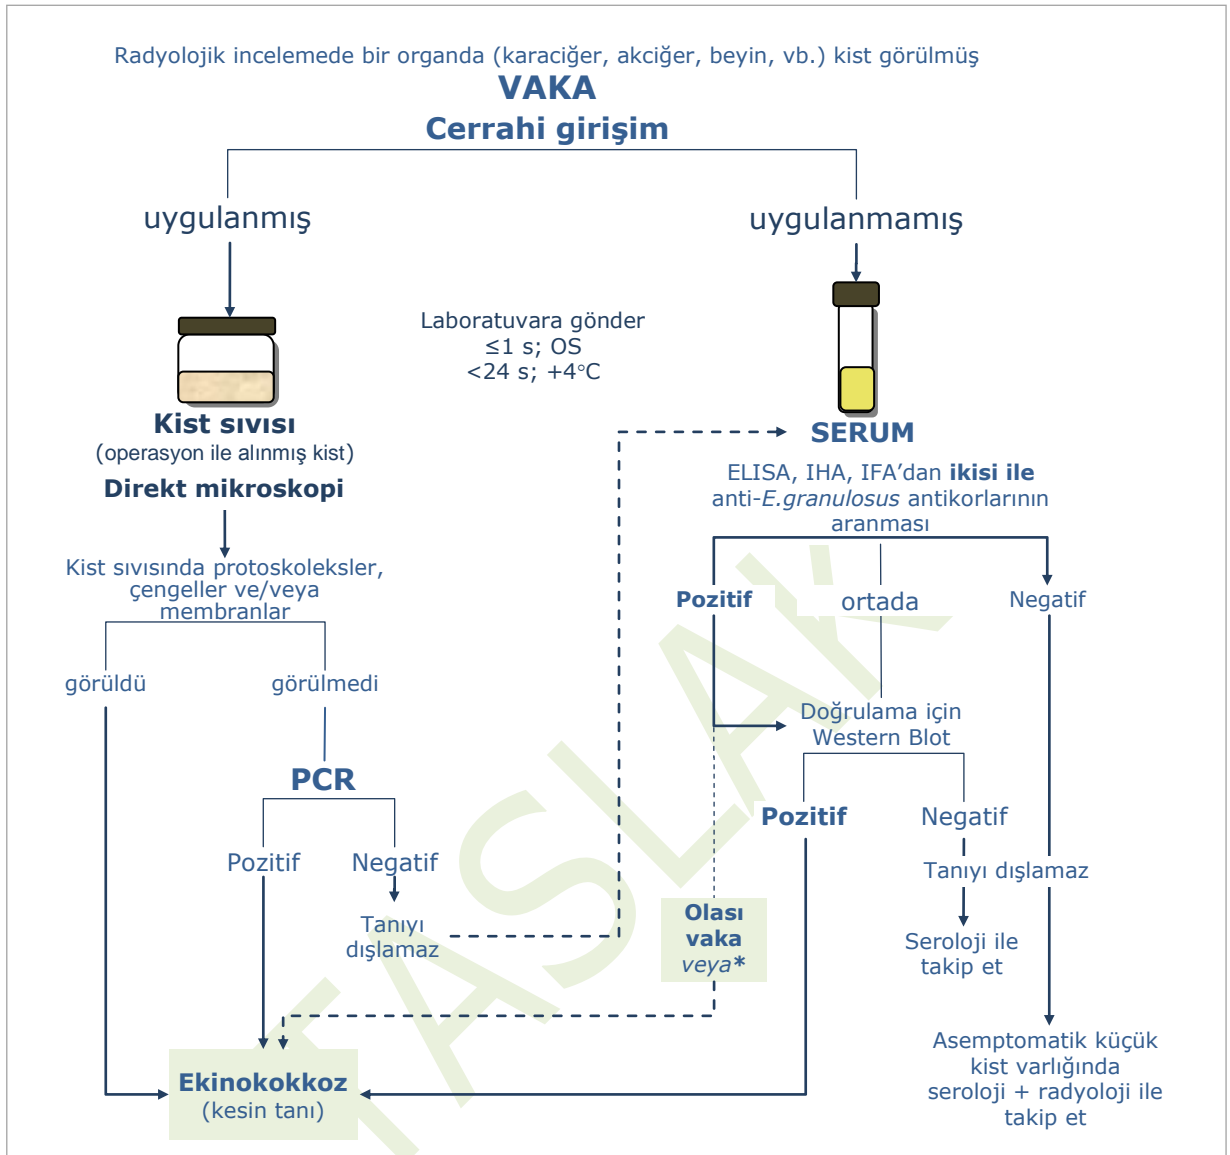 Radyolojik incelemede bir organda (karaciğer, akciğer, beyin, vb.) kist görülmüş
VAKA
Cerrahi girişim
uygulanmış
uygulanmamış
Laboratuvara gönder
≤1 s; OS
<24 s; +4°C
Kist sıvısı
(operasyon ile alınmış kist)
Direkt mikroskopi
Kist sıvısında protoskoleksler,
çengeller ve/veya
membranlar
görüldü
görülmedi
PCR
Pozitif
Negatif
Tanıyı
dışlamaz
SERUM
ELISA, IHA, IFA’dan ikisi ile
anti-E.granulosus antikorlarının
aranması
Pozitif
ortada
Negatif
Doğrulama için
Western Blot
Pozitif
Negatif
Tanıyı dışlamaz
Seroloji ile
takip et
Olası
vaka
veya*
Asemptomatik küçük
kist varlığında
seroloji + radyoloji ile
takip et
Ekinokokkoz
(kesin tanı)
TASLAK